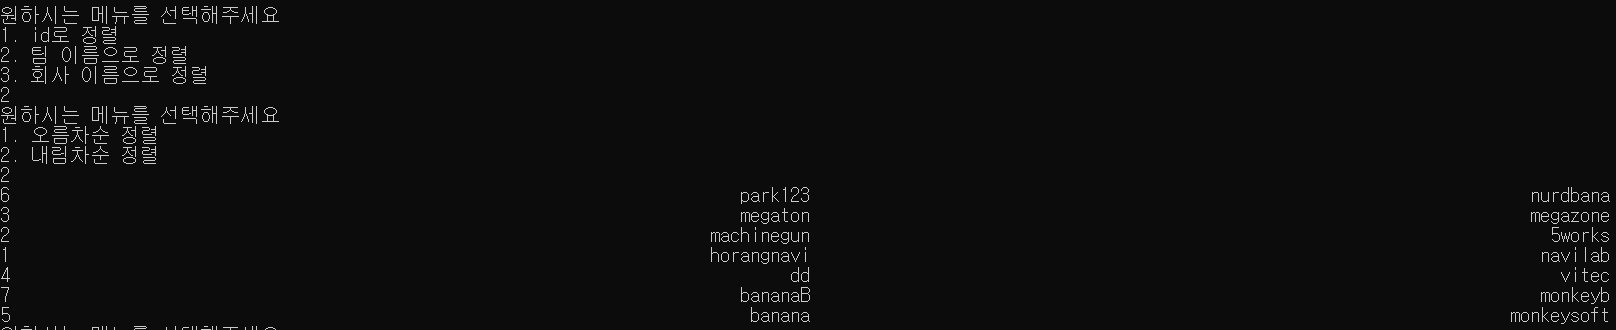 원하시는 메뉴를 선택해주세요
1. id로 정렬
2. 팀 이름으로 정렬
3. 회사 이름으로 정렬
2
원하시는 메뉴를 선택해주세요
1. 오름차순 정렬
2. 내림차순 정렬
2
6 park123 nurdbana
3 megaton megazone
2 machinegun 5works
1 horangnavi navilab
4 dd vitec
7 bananaB monkeyb
5 banana monkeysoft